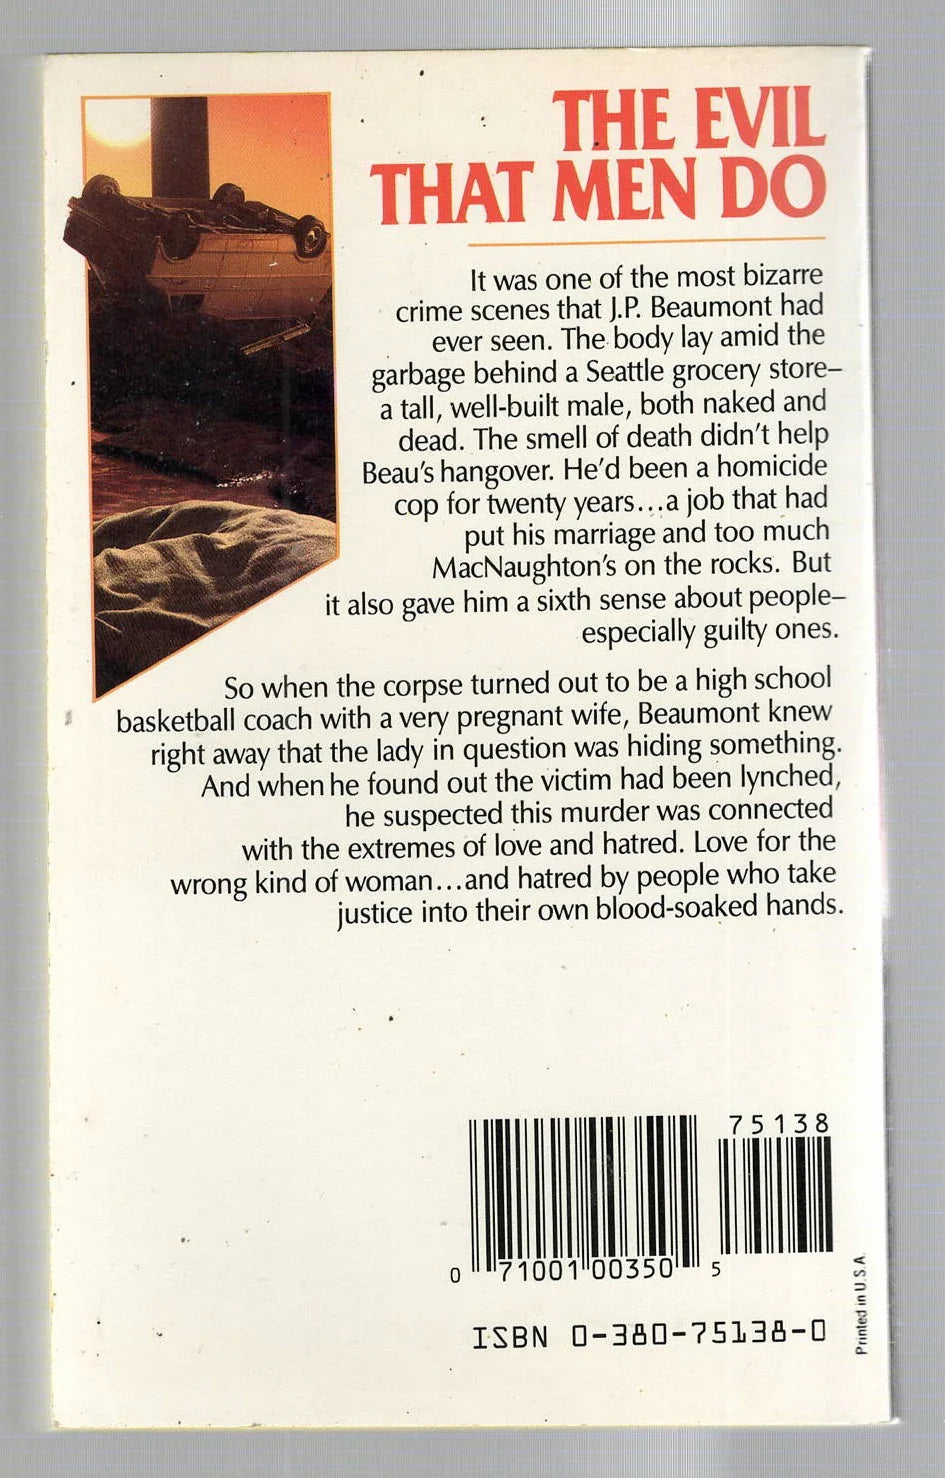 THE EVIL
THAT MEN DO
It was one of the most bizarre
crime scenes that J.P. Beaumont had
ever seen. The body lay amid the
garbage behind a Seattle grocery store–
a tall, well-built male, both naked and
dead. The smell of death didn't help
Beau's hangover. He'd been a homicide
cop for twenty years...a job that had
put his marriage and too much
MacNaughton's on the rocks. But
it also gave him a sixth sense about people–
especially guilty ones.
So when the corpse turned out to be a high school
basketball coach with a very pregnant wife, Beaumont knew
right away that the lady in question was hiding something.
And when he found out the victim had been lynched,
he suspected this murder was connected
with the extremes of love and hatred. Love for the
wrong kind of woman...and hatred by people who take
justice into their own blood-soaked hands.
75138
0 71001 00350 5
ISBN 0-380-75138-0
Printed in U.S.A.